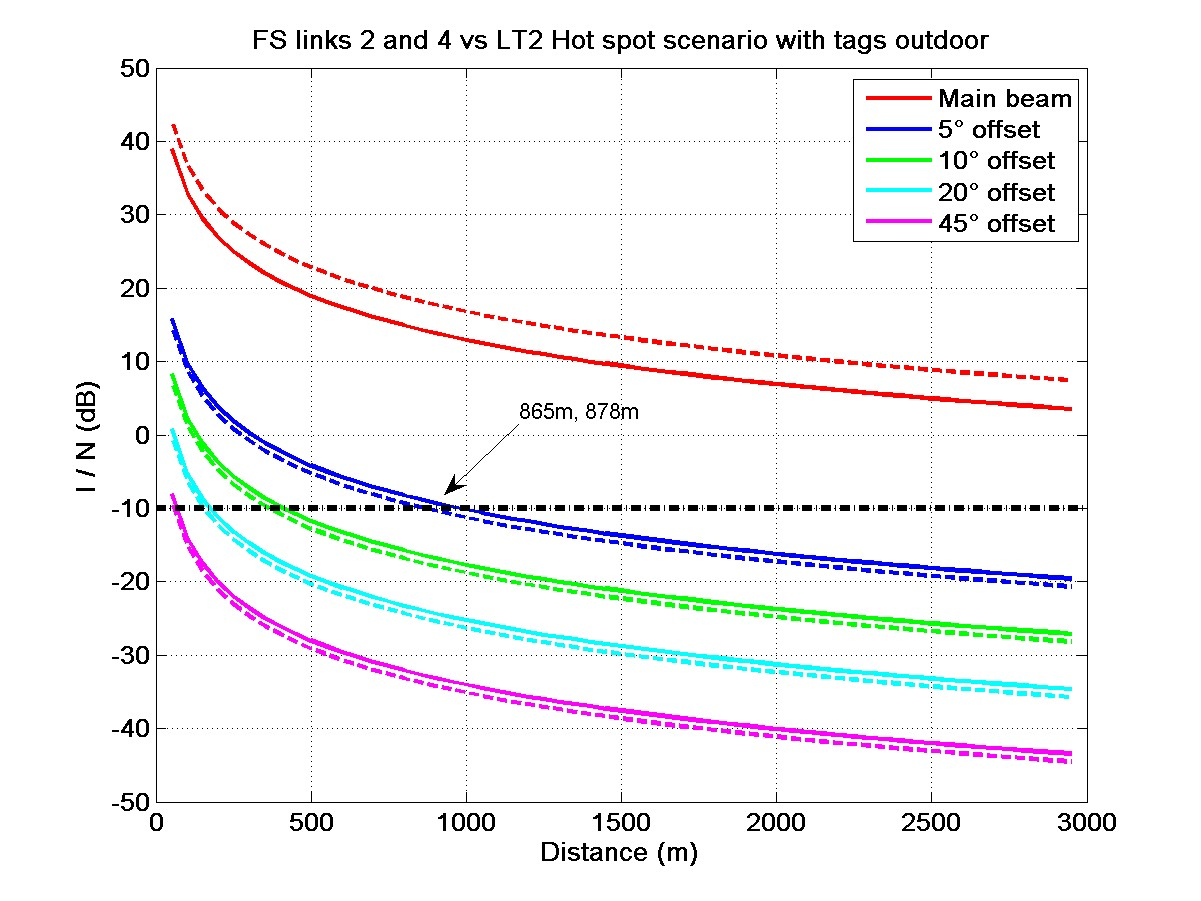 FS links 2 and 4 vs LT2 Hot spot scenario with tags outdoor
50
40
30
20
10
0
-10
-20
-30
-40
-50
I / N (dB)
Main beam
5° offset
10° offset
20° offset
45° offset
865m, 878m
0
500
1000
1500
2000
2500
3000
Distance (m)